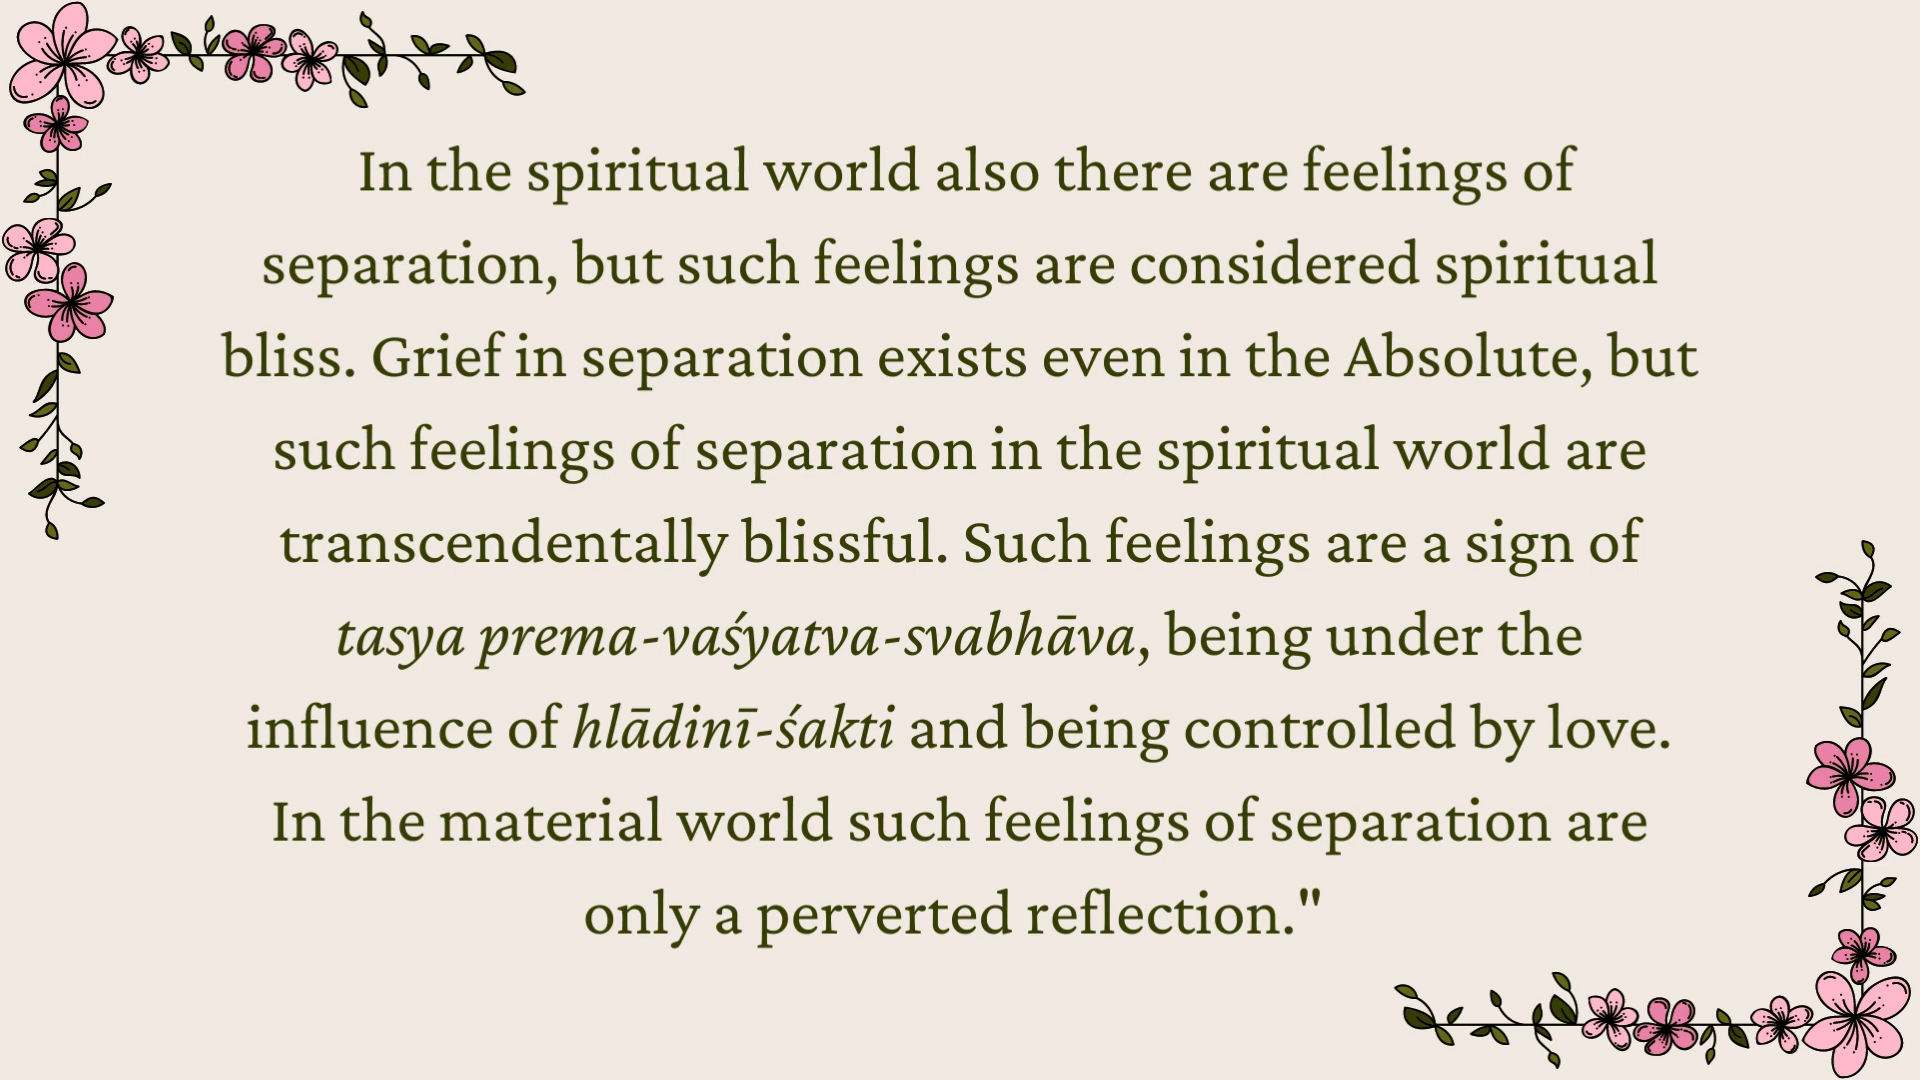 In the spiritual world also there are feelings of
separation, but such feelings are considered spiritual
bliss. Grief in separation exists even in the Absolute, but
such feelings of separation in the spiritual world are
transcendentally blissful. Such feelings are a sign of
tasya prema-vaśyatva-svabhāva, being under the
influence of hlādinī-śakti and being controlled by love.
In the material world such feelings of separation are
only a perverted reflection."